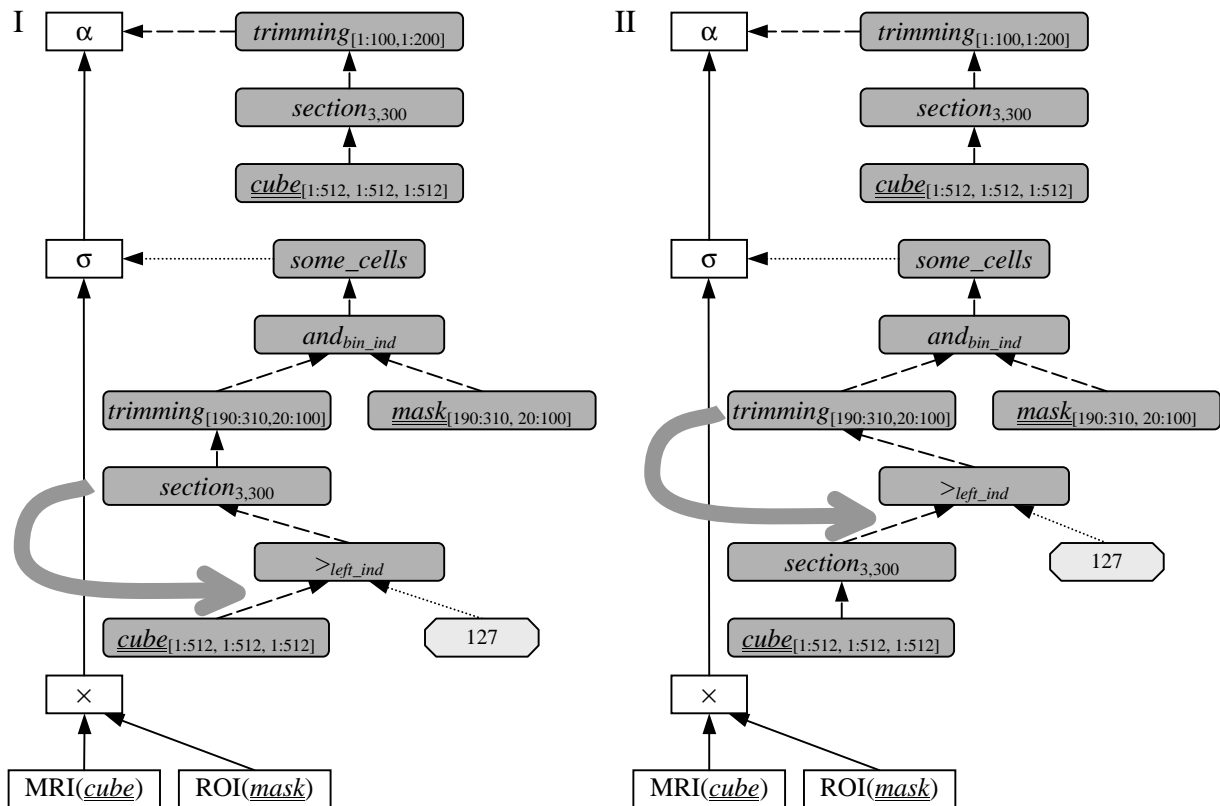 I
α
trimming[1:100,1:200]
section3,300
cube[1:512, 1:512, 1:512]
σ
some_cells
andbin_ind
trimming[190:310,20:100]
mask[190:310, 20:100]
section3,300
>left_ind
cube[1:512, 1:512, 1:512]
127
×
MRI(cube)
ROI(mask)
II
α
trimming[1:100,1:200]
section3,300
cube[1:512, 1:512, 1:512]
σ
some_cells
andbin_ind
trimming[190:310,20:100]
mask[190:310, 20:100]
>left_ind
section3,300
127
cube[1:512, 1:512, 1:512]
×
MRI(cube)
ROI(mask)